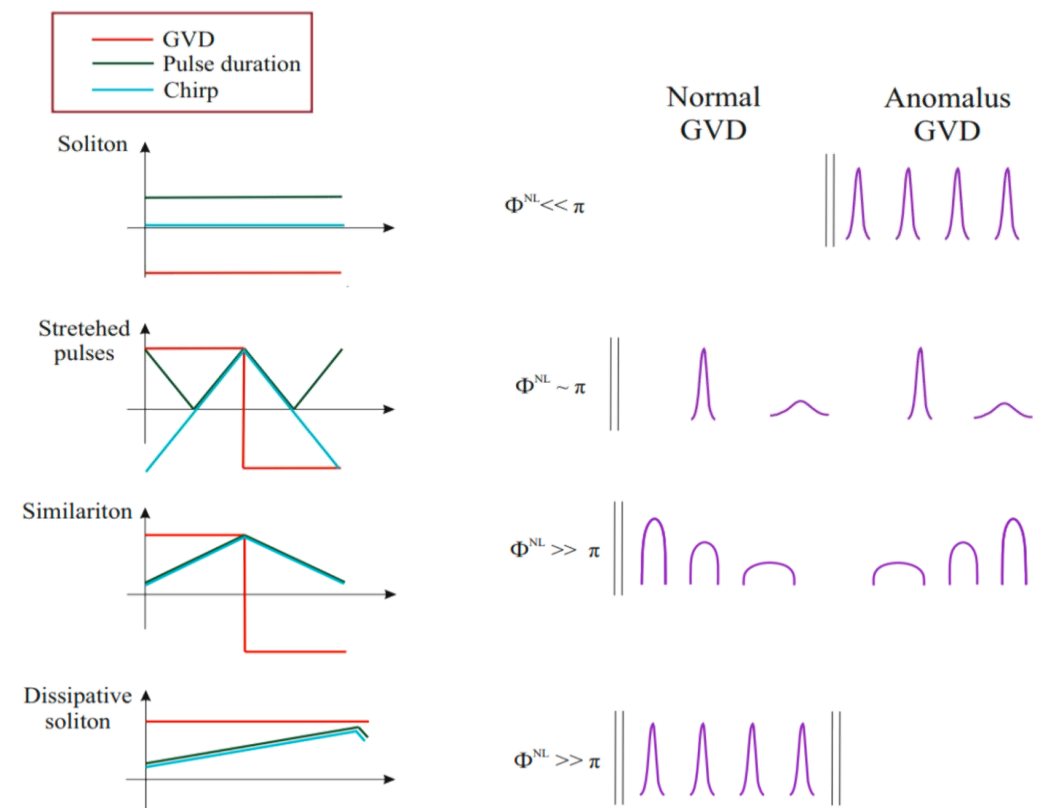 GVD
Pulse duration
Chirp
Normal
GVD
Anomalus
GVD
Soliton
Φᴺᴸ<< π
Stretehed
pulses
Φᴺᴸ ~ π
Similariton
Φᴺᴸ >> π
Dissipative
soliton
Φᴺᴸ >> π